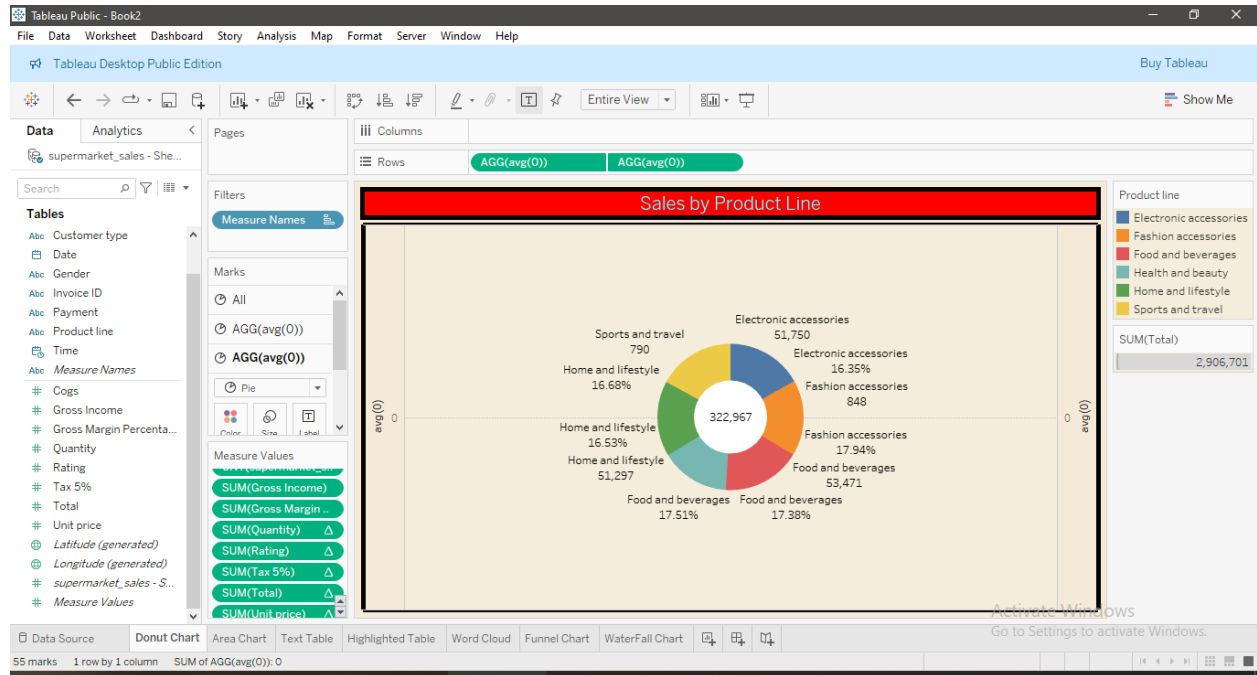 Tableau Public - Book2
File Data Worksheet Dashboard Story Analysis Map Format Server Window Help
Tableau Desktop Public Edition
Buy Tableau
Entire View
Show Me
Data
Analytics
supermarket_sales - She...
Search
Tables
Abc Customer type
Date
Abc Gender
Abc Invoice ID
Abc Payment
Abc Product line
Time
Abc Measure Names
# Cogs
# Gross Income
# Gross Margin Percenta...
# Quantity
# Rating
# Tax 5%
# Total
# Unit price
Latitude (generated)
Longitude (generated)
# supermarket_sales - S...
# Measure Values
Pages
Filters
Measure Names
Marks
All
AGG(avg(0))
AGG(avg(0))
Pie
Color Size Label
Measure Values
SUM(Gross Income)
SUM(Gross Margin ..
SUM(Quantity) Δ
SUM(Rating) Δ
SUM(Tax 5%) Δ
SUM(Total) Δ
SUM(Unit price) Δ
iii Columns
Rows
AGG(avg(0)) AGG(avg(0))
Sales by Product Line
avg(0)
0
Electronic accessories
51,750
Electronic accessories
16.35%
Fashion accessories
848
Fashion accessories
17.94%
Food and beverages
53,471
Food and beverages
17.38%
Food and beverages
17.51%
Home and lifestyle
51,297
Home and lifestyle
16.53%
Home and lifestyle
16.68%
Sports and travel
790
322,967
0
avg(0)
Product line
Electronic accessories
Fashion accessories
Food and beverages
Health and beauty
Home and lifestyle
Sports and travel
SUM(Total)
2,906,701
Activate Windows
Go to Settings to activate Windows.
Data Source
Donut Chart
Area Chart
Text Table
Highlighted Table
Word Cloud
Funnel Chart
WaterFall Chart
55 marks 1 row by 1 column SUM of AGG(avg(0)): 0